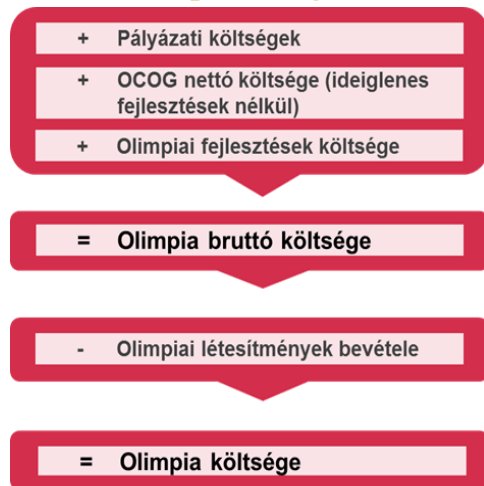 + Pályázati költségek
+ OCOG nettó költsége (ideiglenes
fejlesztések nélkül)
+ Olimpiai fejlesztések költsége
= Olimpia bruttó költsége
- Olimpiai létesítmények bevétele
= Olimpia költsége